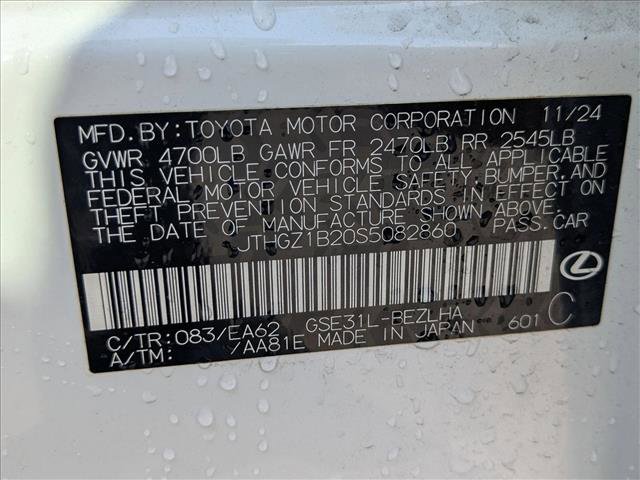 MFD. BY: TOYOTA MOTOR CORPORATION 11/24
GVWR 4700LB GAWR FR 2470LB RR 2545LB
THIS VEHICLE CONFORMS TO ALL APPLICABLE
FEDERAL MOTOR VEHICLE SAFETY, BUMPER, AND
THEFT PREVENTION STANDARDS IN EFFECT ON
THE DATE OF MANUFACTURE SHOWN ABOVE.
JTHGZ1B20S5082860 PASS.CAR
C/TR: 083/EA62 GSE31L-BEZLHA
A/TM: /AA81E MADE IN JAPAN 601 C